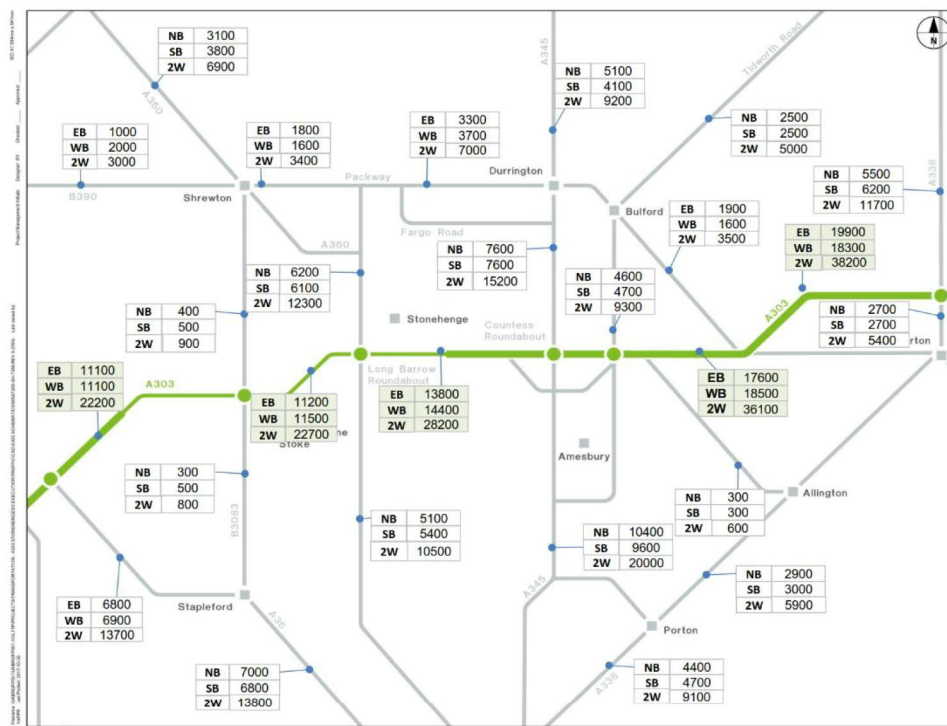 N
NB 3100
SB 3800
2W 6900
A360
EB 1000
WB 2000
2W 3000
B390
EB 1800
WB 1600
2W 3400
Shrewton
Packway
EB 3300
WB 3700
2W 7000
Durrington
A345
NB 5100
SB 4100
2W 9200
Tidworth Road
NB 2500
SB 2500
2W 5000
A338
NB 5500
SB 6200
2W 11700
Bulford
EB 1900
WB 1600
2W 3500
EB 19900
WB 18300
2W 38200
A303
Fargo Road
A360
NB 6200
SB 6100
2W 12300
NB 7600
SB 7600
2W 15200
NB 4600
SB 4700
2W 9300
NB 400
SB 500
2W 900
Stonehenge
Countess
Roundabout
NB 2700
SB 2700
2W 5400
rton
EB 11100
WB 11100
2W 22200
A303
EB 11200
WB 11500
2W 22700
Stoke
ne
Long Barrow
Roundabout
EB 13800
WB 14400
2W 28200
EB 17600
WB 18500
2W 36100
Amesbury
Allington
NB 300
SB 500
2W 800
B3083
NB 5100
SB 5400
2W 10500
NB 10400
SB 9600
2W 20000
A345
NB 300
SB 300
2W 600
NB 2900
SB 3000
2W 5900
EB 6800
WB 6900
2W 13700
Stapleford
A36
NB 7000
SB 6800
2W 13800
Porton
A338
NB 4400
SB 4700
2W 9100